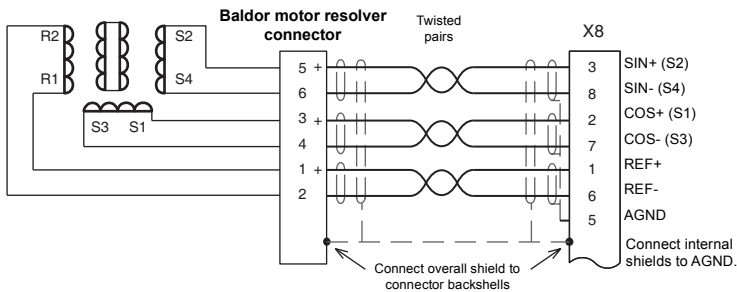 Baldor motor resolver
connector
Twisted
pairs
X8
R2
S2
R1
S4
S3
S1
5 +
6
3 +
4
1 +
2
3
SIN+ (S2)
8
SIN- (S4)
2
COS+ (S1)
7
COS- (S3)
1
REF+
6
REF-
5
AGND
Connect internal
shields to AGND.
Connect overall shield to
connector backshells